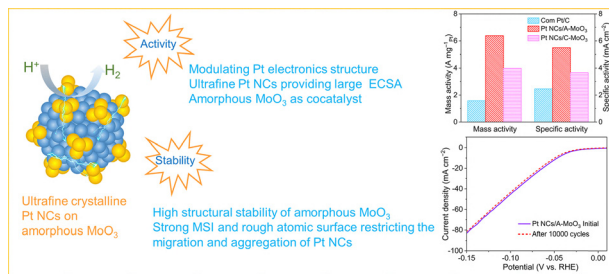 H⁺
H₂
Activity
Modulating Pt electronics structure
Ultrafine Pt NCs providing large ECSA
Amorphous MoO₃ as cocatalyst
Stability
Ultrafine crystalline
Pt NCs on
amorphous MoO₃
High structural stability of amorphous MoO₃
Strong MSI and rough atomic surface restricting the
migration and aggregation of Pt NCs
Com Pt/C
Pt NCs/A-MoO₃
Pt NCs/C-MoO₃
Mass activity (A mg⁻¹)
8
6
4
2
0
Specific activity (mA cm⁻²)
8
6
4
2
0
Mass activity
Specific activity
Current density (mA cm⁻²)
0
-20
-40
-60
-80
-100
Pt NCs/A-MoO₃ Initial
After 10000 cycles
-0.15
-0.10
-0.05
0.00
Potential (V vs. RHE)